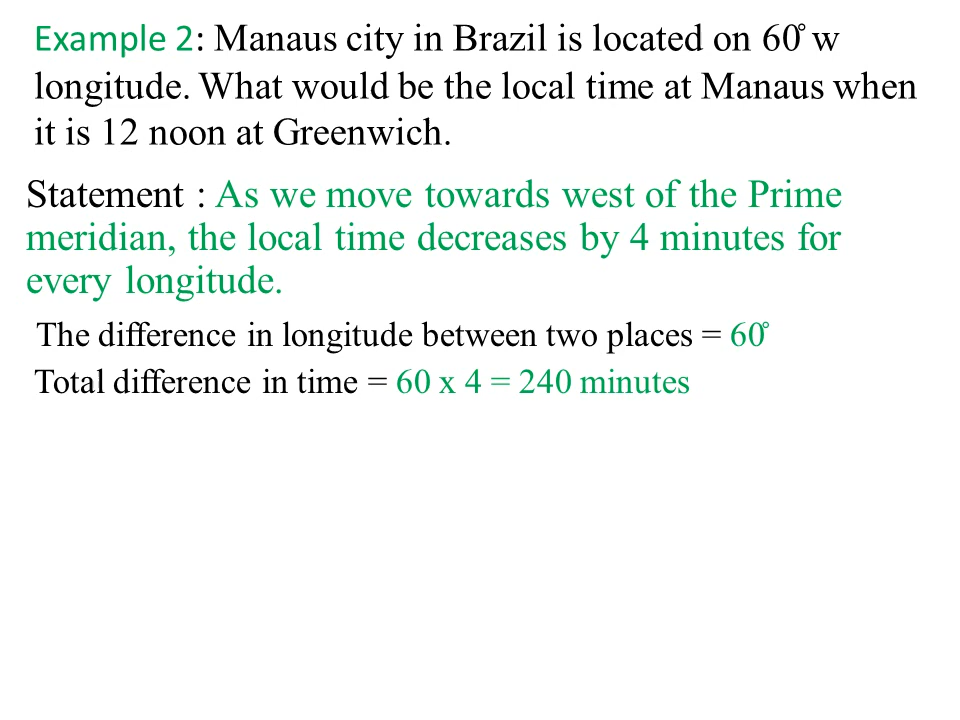 Example 2: Manaus city in Brazil is located on 60̊ w
longitude. What would be the local time at Manaus when
it is 12 noon at Greenwich.
Statement : As we move towards west of the Prime
meridian, the local time decreases by 4 minutes for
every longitude.
The difference in longitude between two places = 60̊
Total difference in time = 60 x 4 = 240 minutes